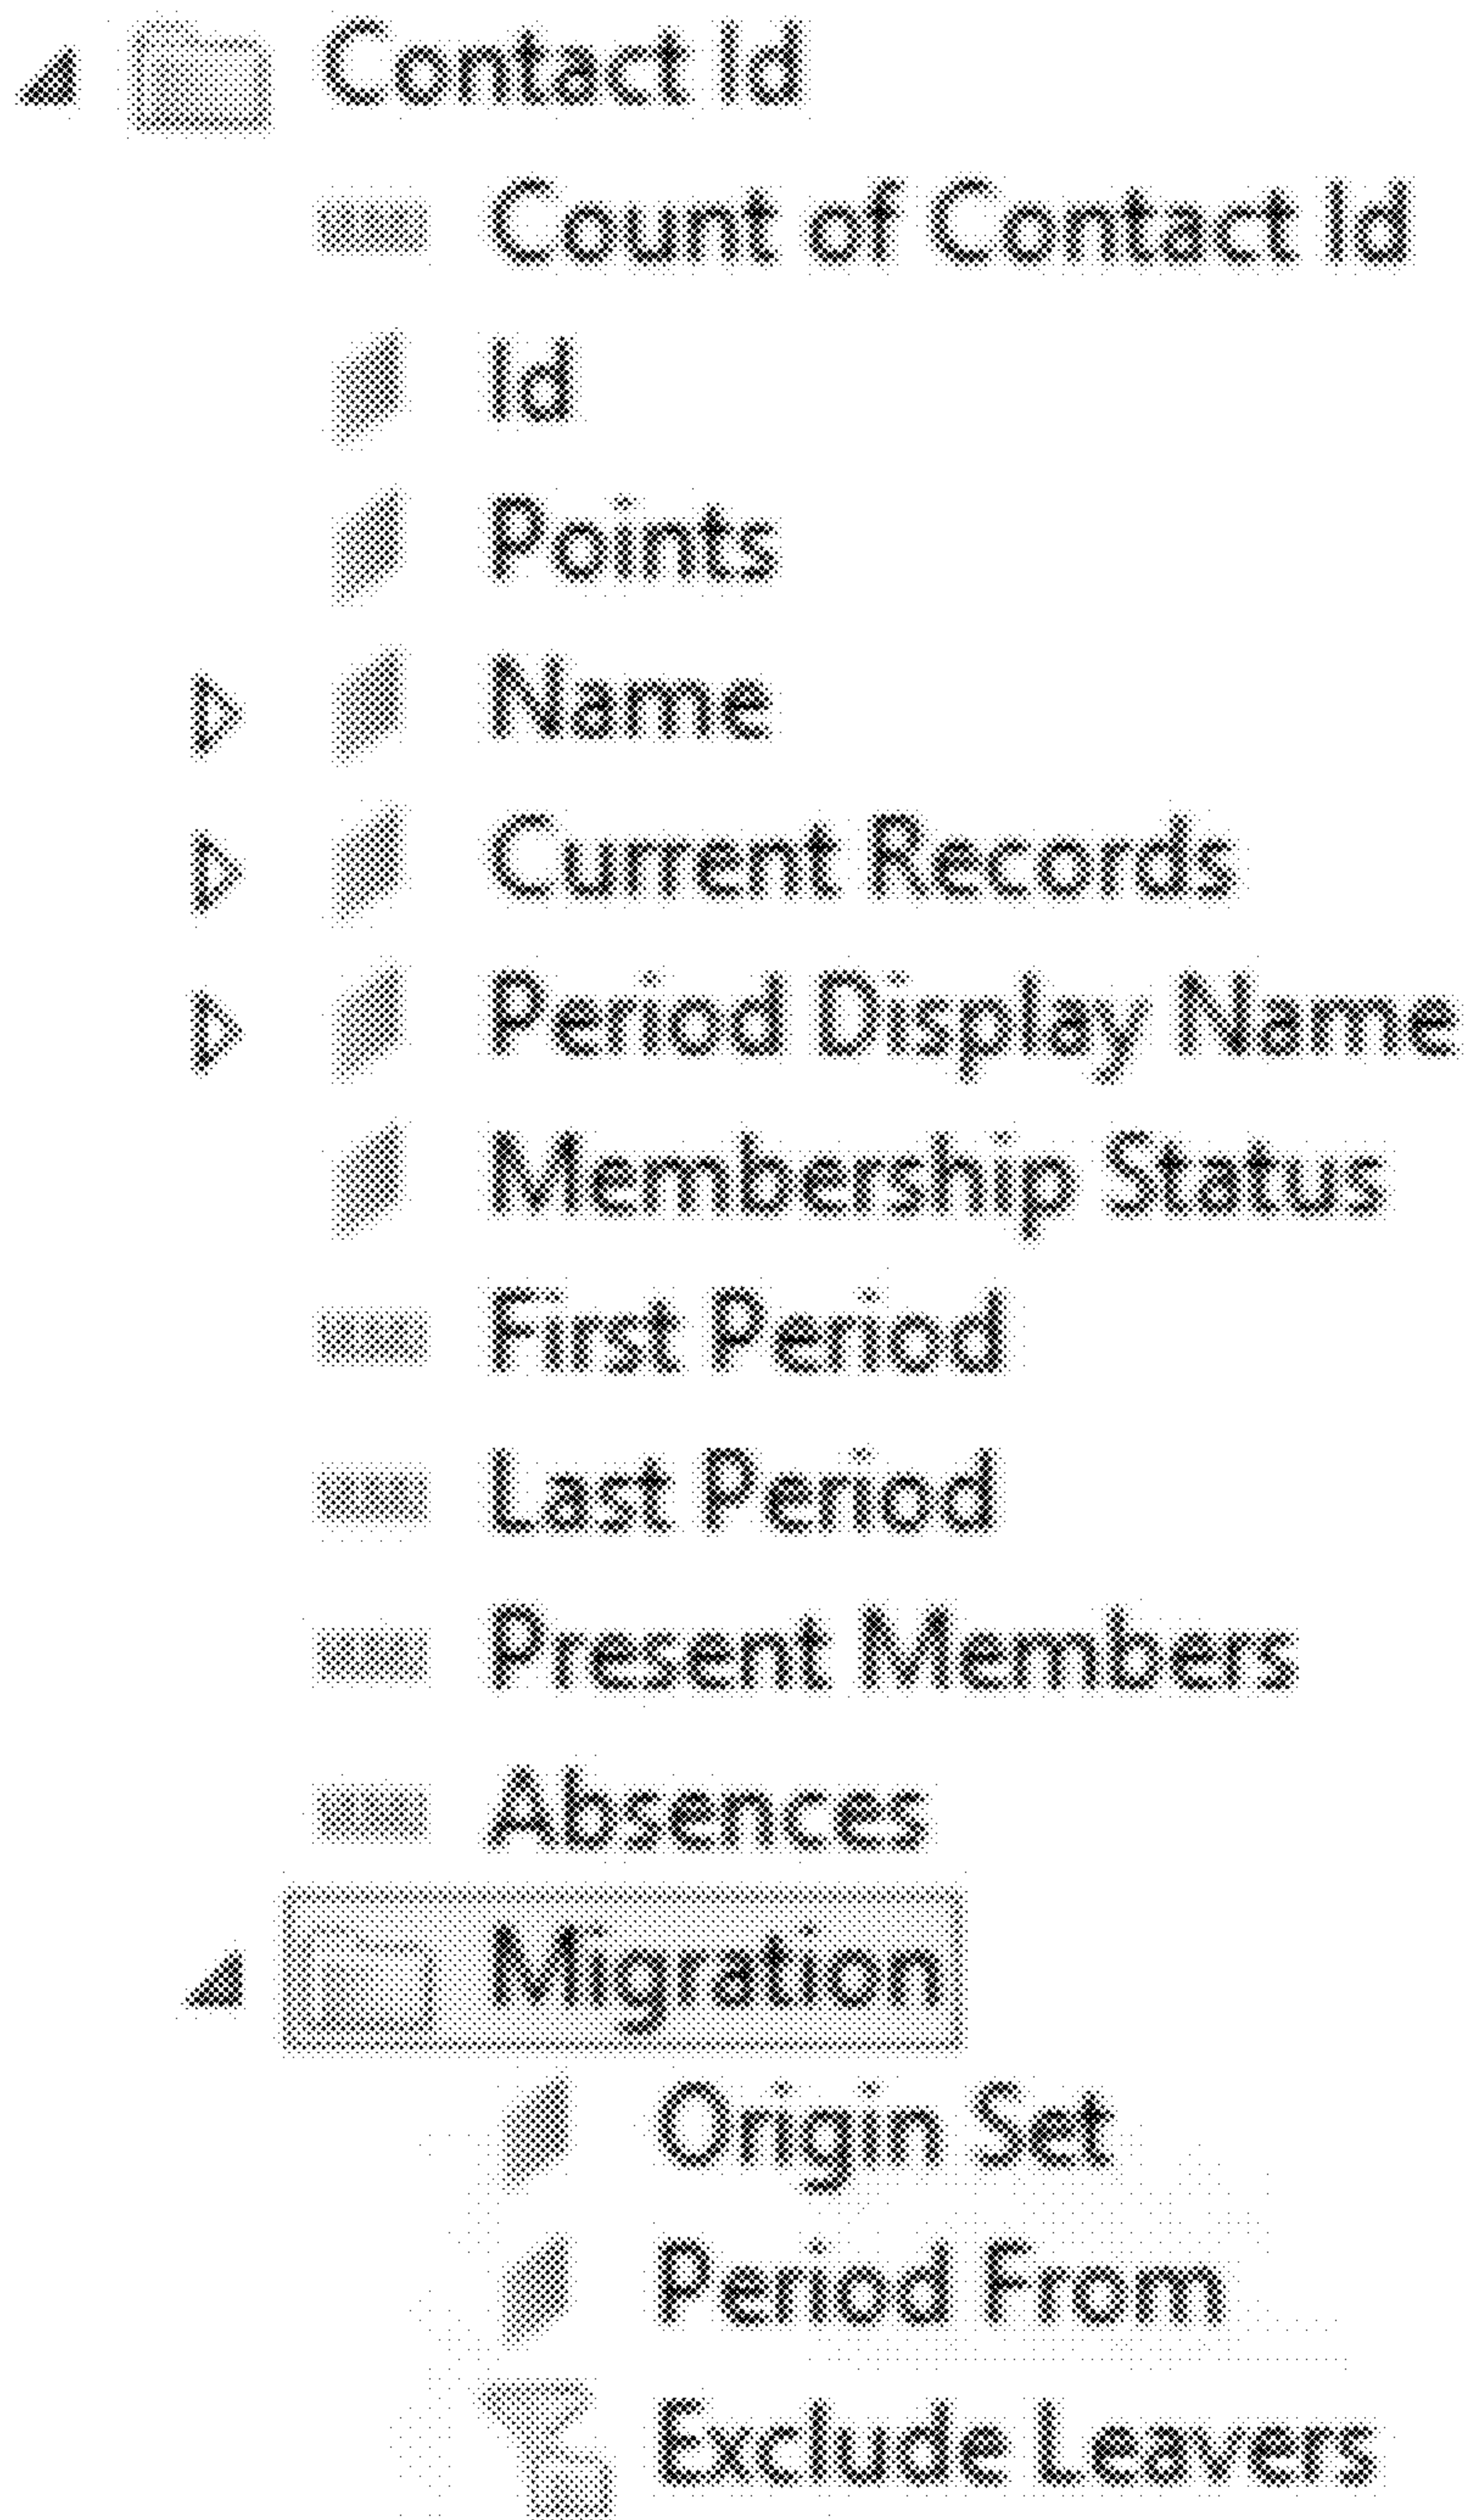 Contact Id
Count of Contact Id
Id
Points
Name
Current Records
Period Display Name
Membership Status
First Period
Last Period
Present Members
Absences
Migration
Origin Set
Period From
Exclude Leavers